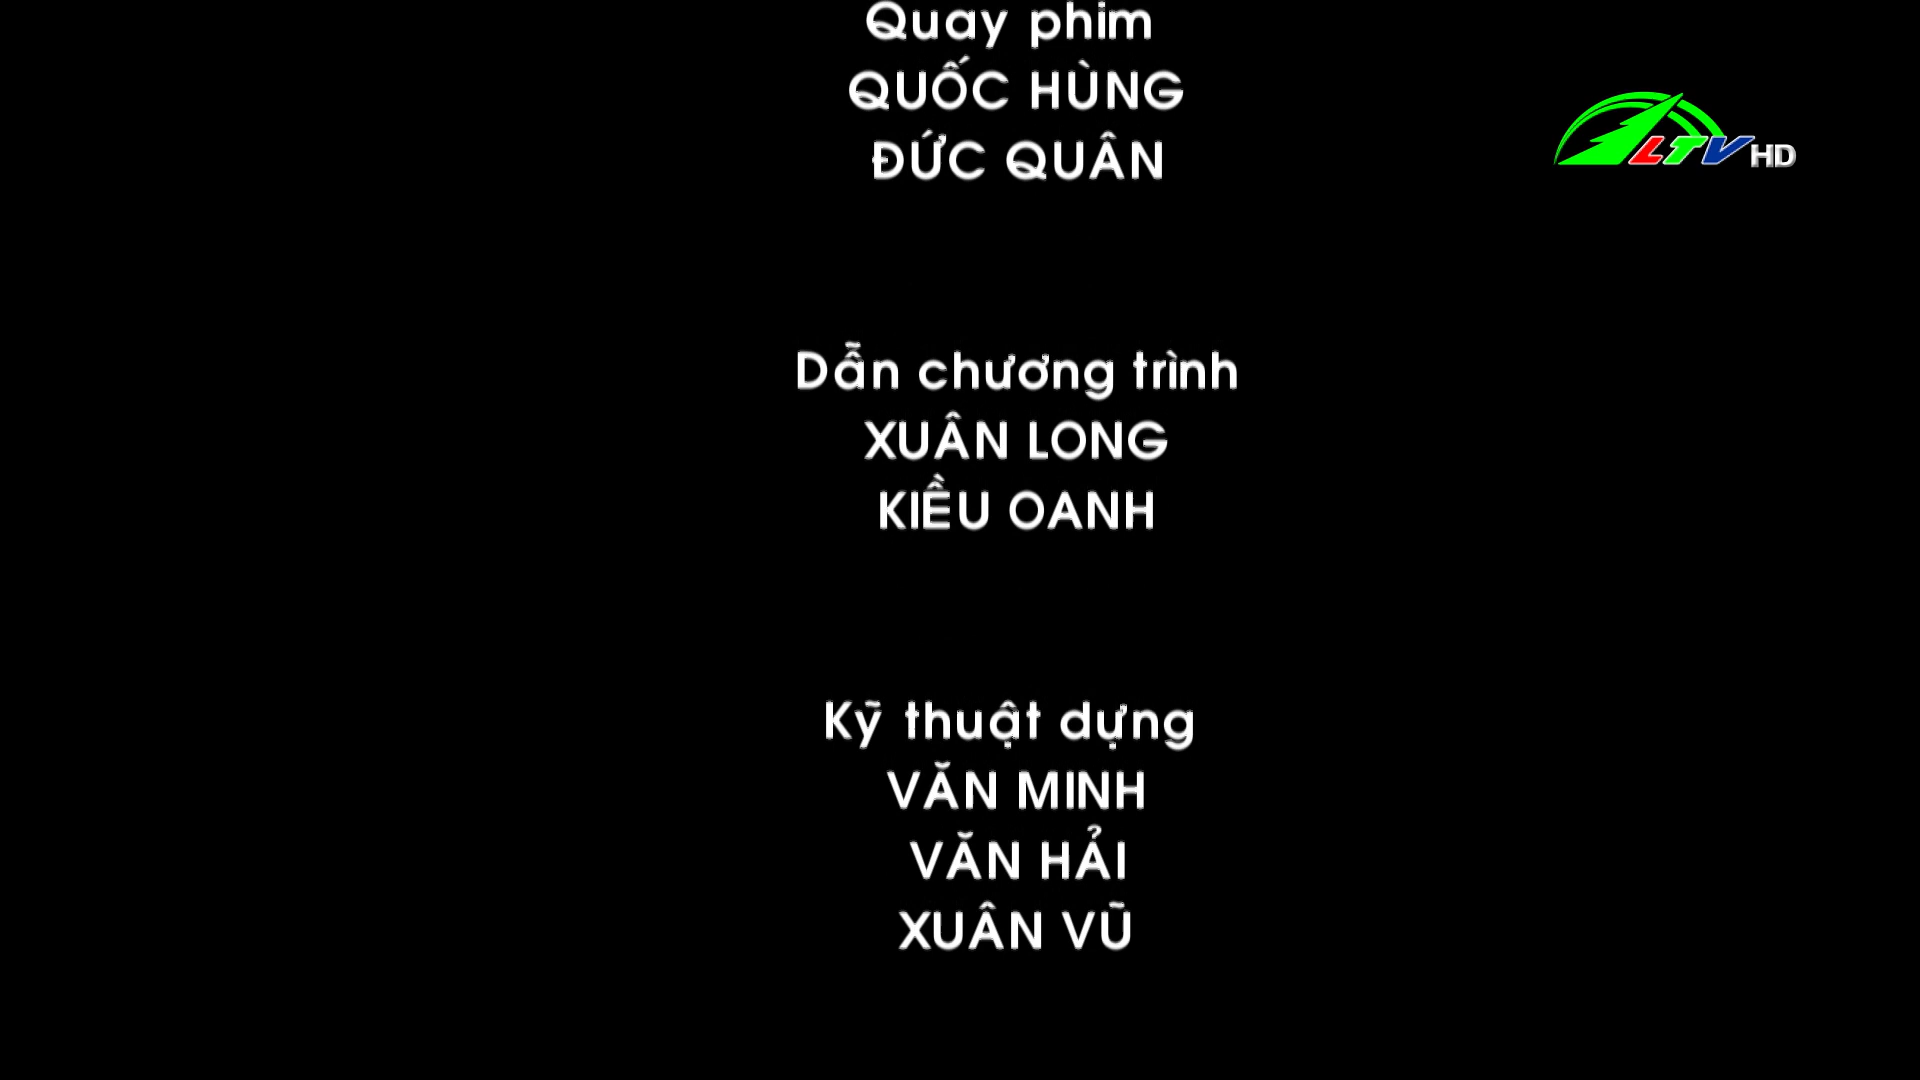 Quay phim
QUỐC HÙNG
ĐỨC QUÂN
LTV HD
Dẫn chương trình
XUÂN LONG
KIỀU OANH
Kỹ thuật dựng
VĂN MINH
VĂN HẢI
XUÂN VŨ